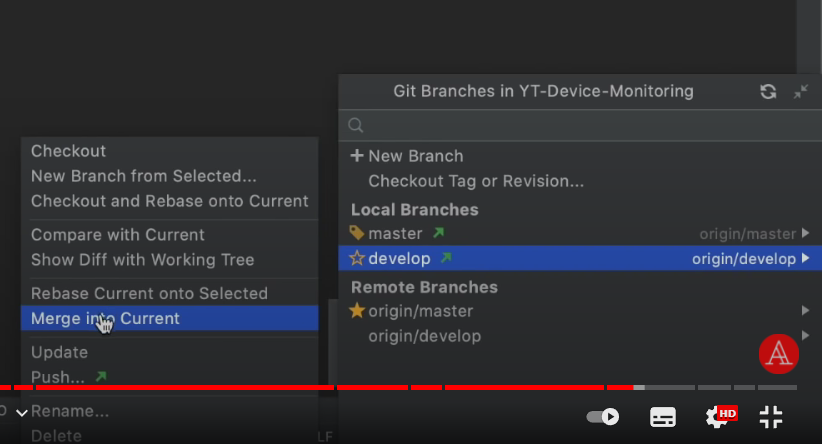 Git Branches in YT-Device-Monitoring
New Branch
Checkout Tag or Revision...
Local Branches
master origin/master
develop origin/develop
Remote Branches
origin/master
origin/develop
Checkout
New Branch from Selected...
Checkout and Rebase onto Current
Compare with Current
Show Diff with Working Tree
Rebase Current onto Selected
Merge into Current
Update
Push...
Rename...
Delete
LF
HD